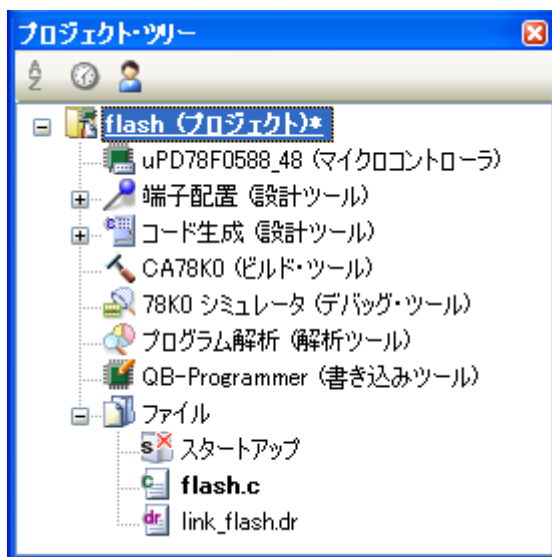 プロジェクト・ツリー
flash (プロジェクト)*
uPD78F0588_48 (マイクロコントローラ)
端子配置 (設計ツール)
コード生成 (設計ツール)
CA78K0 (ビルド・ツール)
78K0 シミュレータ (デバッグ・ツール)
プログラム解析 (解析ツール)
QB-Programmer (書き込みツール)
ファイル
スタートアップ
flash.c
link_flash.dr